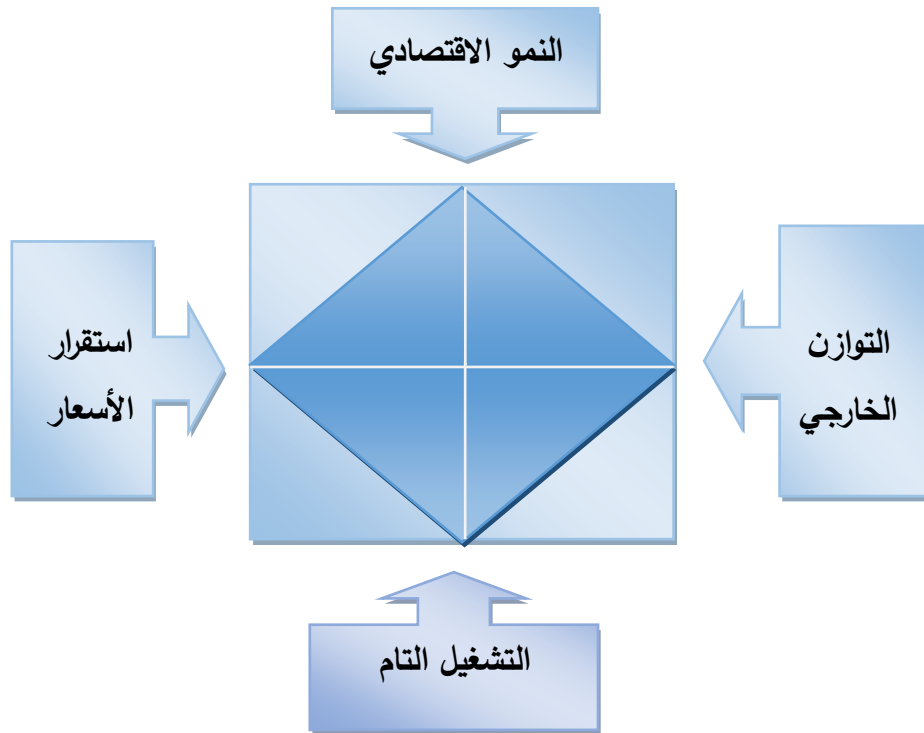 النمو الاقتصادي
التوازن
الخارجي
استقرار
الأسعار
التشغيل التام